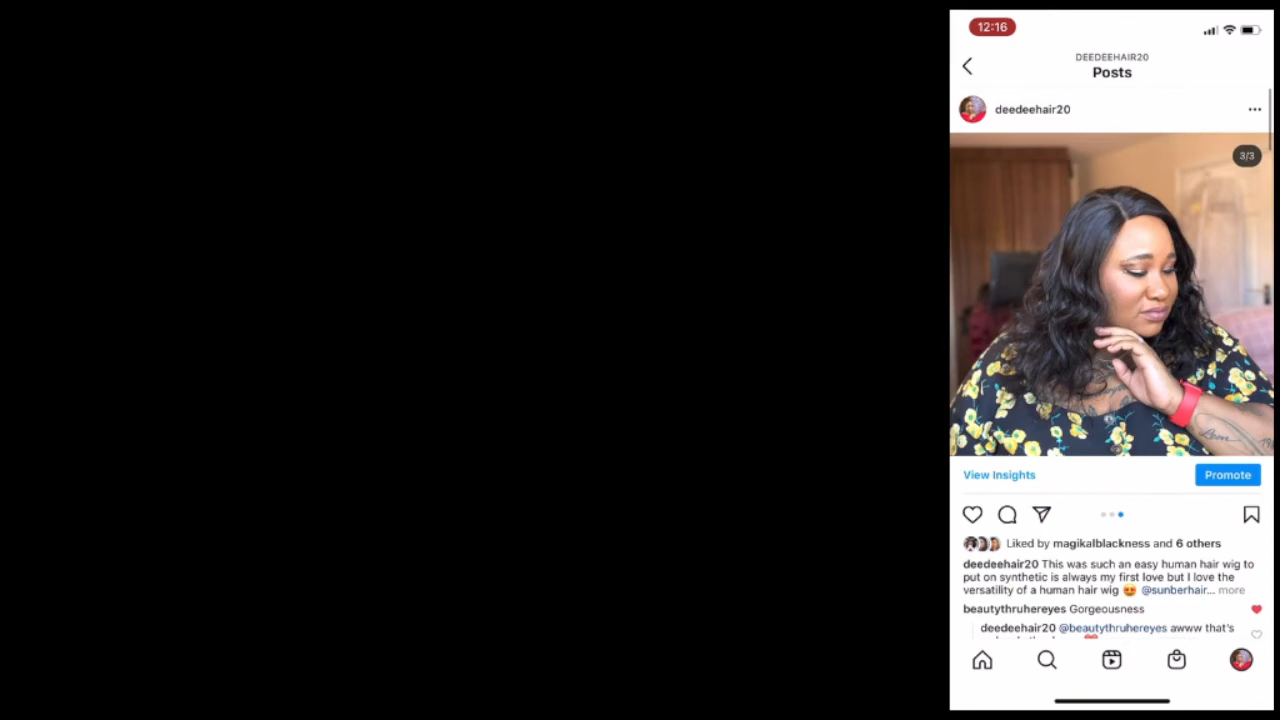 12:16
DEEDEEHAIR20
Posts
deedeehair20
3/3
View Insights
Promote
Liked by magikalblackness and 6 others
deedeehair20 This was such an easy human hair wig to
put on synthetic is always my first love but I love the
versatility of a human hair wig 😍 @sunberhair... more
beautythruhereyes Gorgeousness
deedeehair20 @beautythruhereyes awww that's